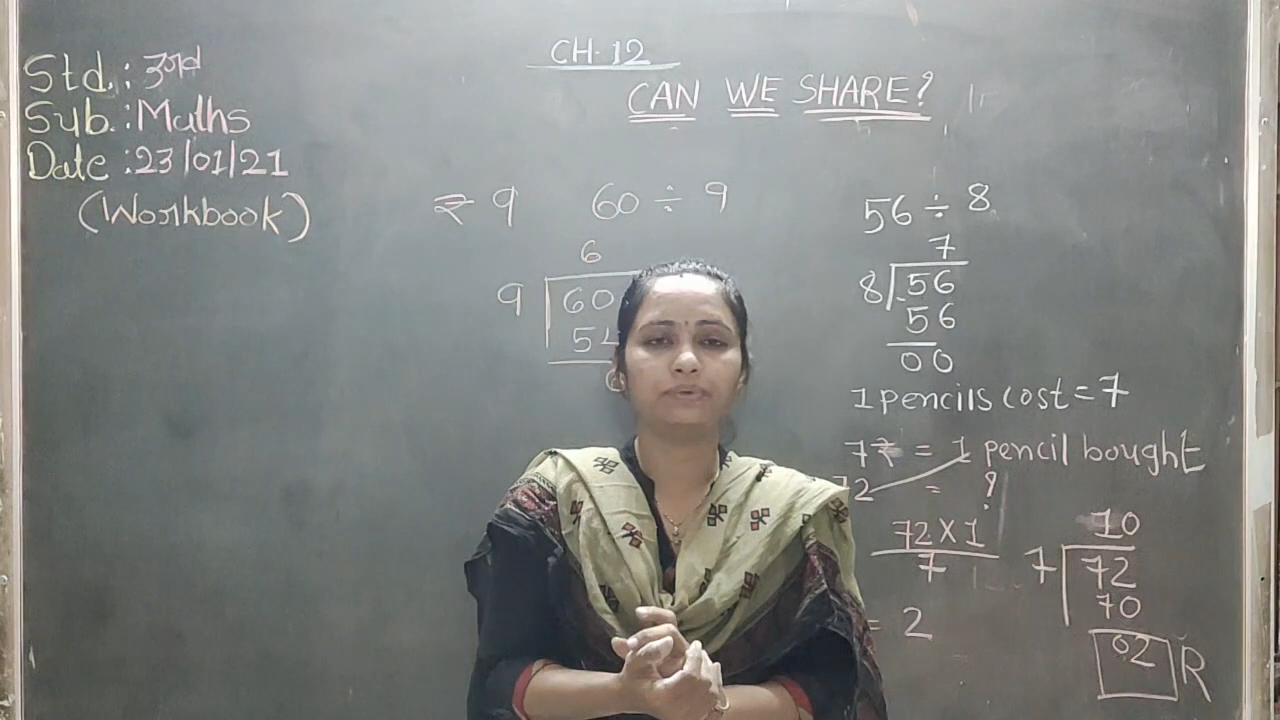 CH. 12
CAN WE SHARE?
Std. : 3rd
Sub. : Maths
Date : 23/01/21
(Workbook)
₹ 9 60 ÷ 9
6
9 60
54
56 ÷ 8
7
8 56
56
00
1 pencils cost = 7
7₹ = 1 pencil bought
72 = ?
72 X 1
7
= 2
10
7 72
70
02 R